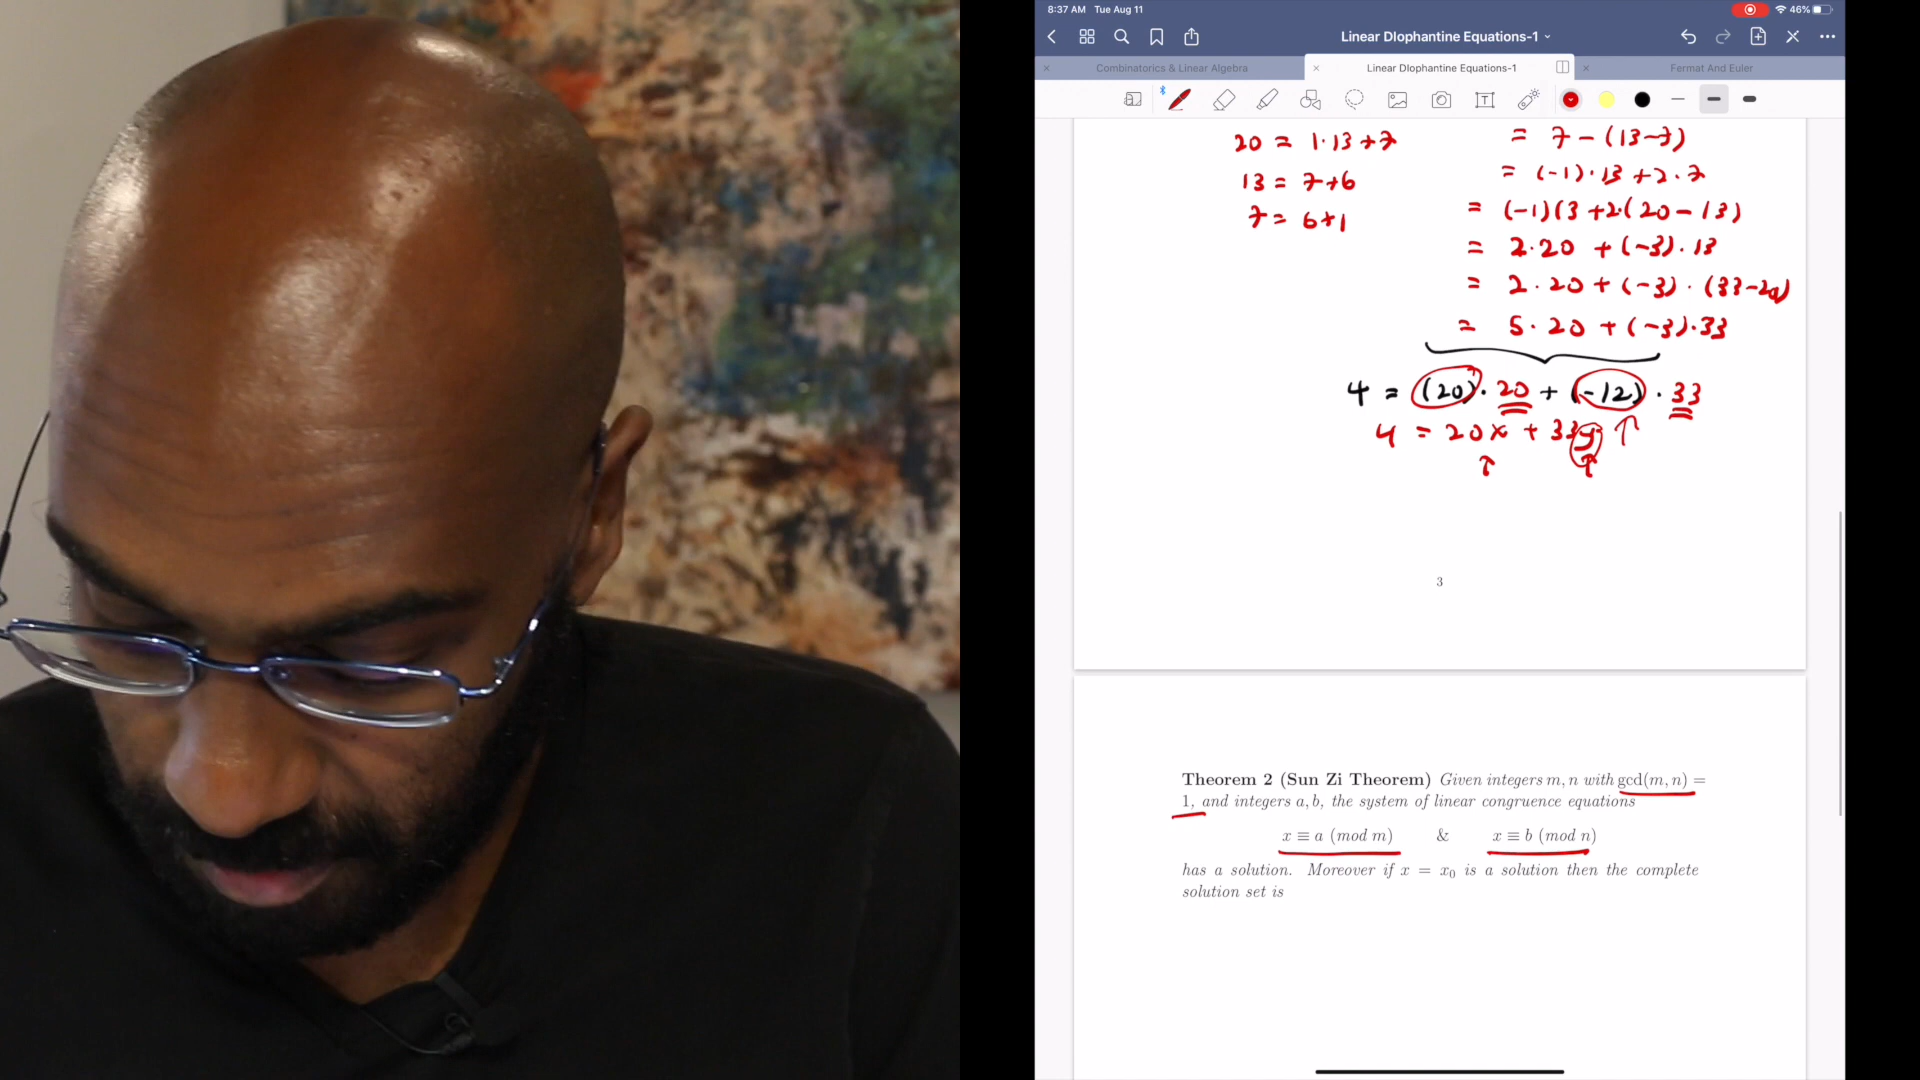 8:37 AM Tue Aug 11
46%
Linear DIophantine Equations-1
Combinatorics & Linear Algebra
Linear DIophantine Equations-1
Fermat And Euler
20 = 1·13+7
13 = 7+6
7 = 6+1
= 7-(13-7)
= (-1)·13 +2·7
= (-1)13 +2·(20-13)
= 2·20 + (-3)·13
= 2·20 + (-3)·(33-20)
= 5·20 + (-3)·33
4 = (20)·20 + (-12)·33
4 = 20x + 33y
3
Theorem 2 (Sun Zi Theorem) Given integers m, n with gcd(m, n) =
1, and integers a, b, the system of linear congruence equations
x ≡ a (mod m) & x ≡ b (mod n)
has a solution. Moreover if x = x₀ is a solution then the complete
solution set is